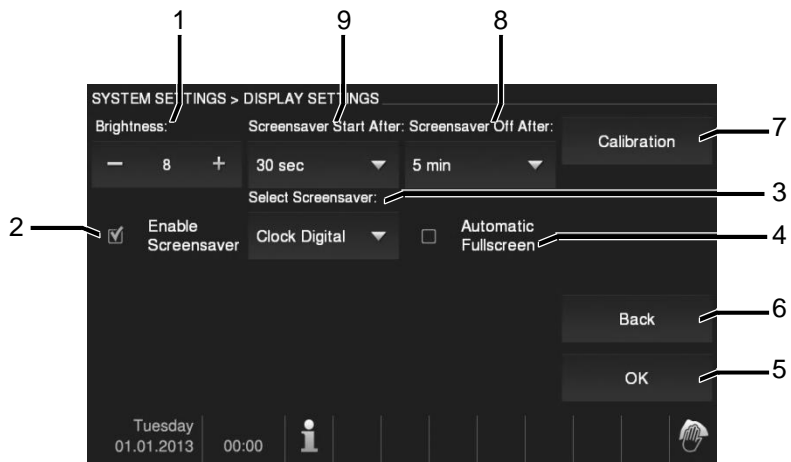 1 9 8
SYSTEM SETTINGS > DISPLAY SETTINGS
Brightness: Screensaver Start After: Screensaver Off After:
Calibration 7
− 8 + 30 sec 5 min
Select Screensaver: 3
2 Enable Screensaver Clock Digital Automatic Fullscreen 4
Back 6
OK 5
Tuesday
01.01.2013 00:00 i